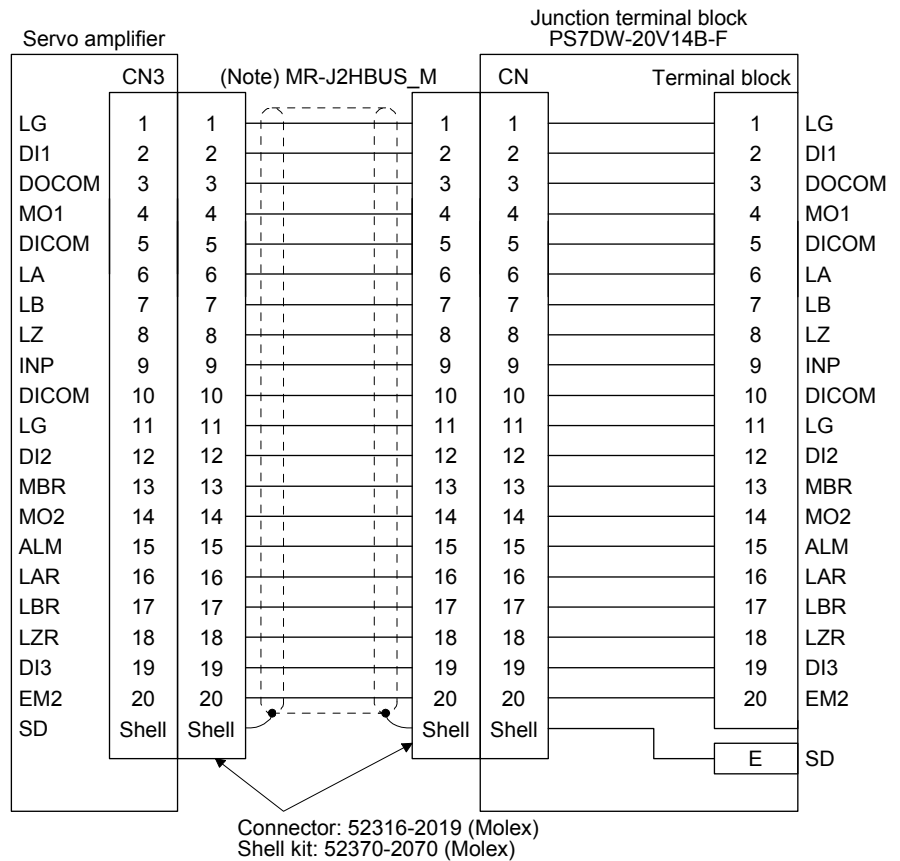 Junction terminal block
Servo amplifier PS7DW-20V14B-F
CN3 (Note) MR-J2HBUS_M CN Terminal block
LG 1 1 1 1 1 LG
DI1 2 2 2 2 2 DI1
DOCOM 3 3 3 3 3 DOCOM
MO1 4 4 4 4 4 MO1
DICOM 5 5 5 5 5 DICOM
LA 6 6 6 6 6 LA
LB 7 7 7 7 7 LB
LZ 8 8 8 8 8 LZ
INP 9 9 9 9 9 INP
DICOM 10 10 10 10 10 DICOM
LG 11 11 11 11 11 LG
DI2 12 12 12 12 12 DI2
MBR 13 13 13 13 13 MBR
MO2 14 14 14 14 14 MO2
ALM 15 15 15 15 15 ALM
LAR 16 16 16 16 16 LAR
LBR 17 17 17 17 17 LBR
LZR 18 18 18 18 18 LZR
DI3 19 19 19 19 19 DI3
EM2 20 20 20 20 20 EM2
SD Shell Shell Shell Shell
E SD
Connector: 52316-2019 (Molex)
Shell kit: 52370-2070 (Molex)